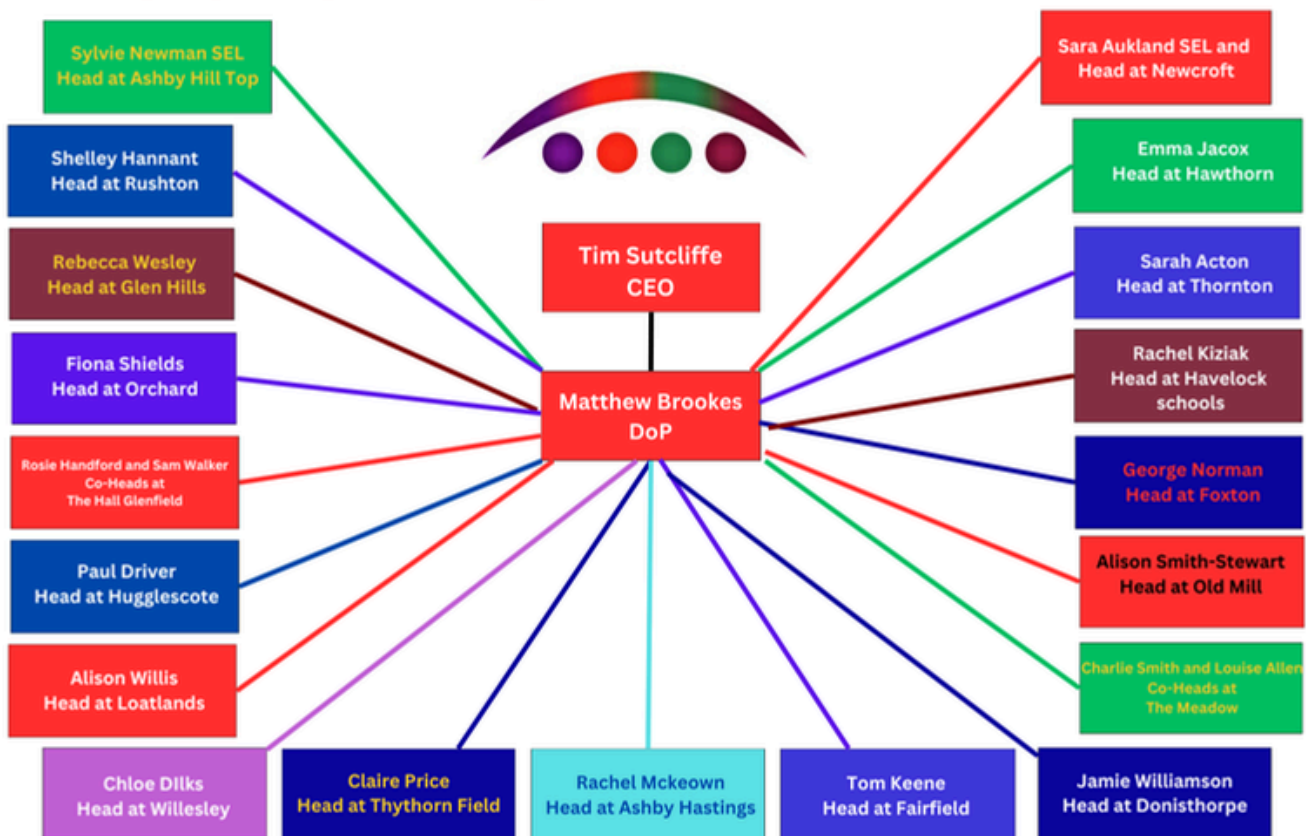 Sylvie Newman SEL
Head at Ashby Hill Top
Sara Aukland SEL and
Head at Newcroft
Shelley Hannant
Head at Rushton
Emma Jacox
Head at Hawthorn
Tim Sutcliffe
CEO
Rebecca Wesley
Head at Glen Hills
Sarah Acton
Head at Thornton
Fiona Shields
Head at Orchard
Matthew Brookes
DoP
Rachel Kiziak
Head at Havelock
schools
Rosie Handford and Sam Walker
Co-Heads at
The Hall Glenfield
George Norman
Head at Foxton
Paul Driver
Head at Hugglescote
Alison Smith-Stewart
Head at Old Mill
Alison Willis
Head at Loatlands
Charlie Smith and Louise Allen
Co-Heads at
The Meadow
Chloe DIlks
Head at Willesley
Claire Price
Head at Thythorn Field
Rachel Mckeown
Head at Ashby Hastings
Tom Keene
Head at Fairfield
Jamie Williamson
Head at Donisthorpe